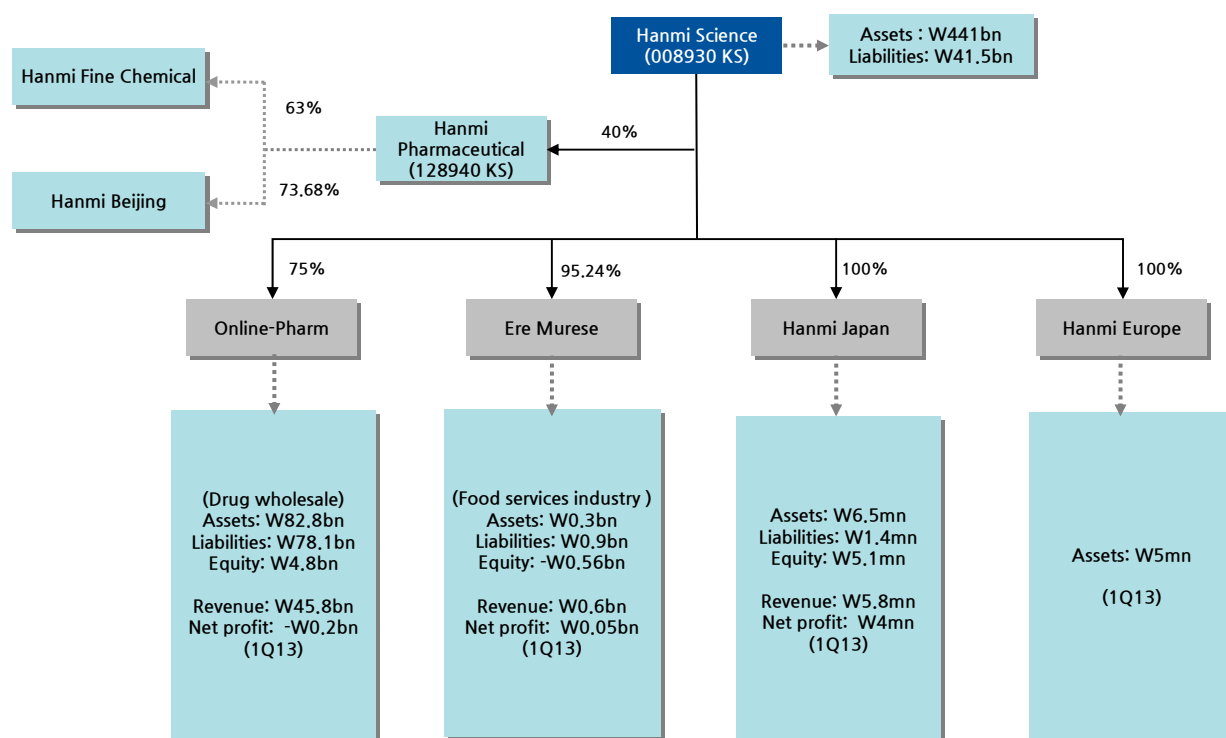 Hanmi Science
(008930 KS)
Assets : W441bn
Liabilities: W41.5bn
Hanmi Fine Chemical
63%
Hanmi
Pharmaceutical
(128940 KS)
40%
Hanmi Beijing
73.68%
75%
95.24%
100%
100%
Online-Pharm
Ere Murese
Hanmi Japan
Hanmi Europe
(Drug wholesale)
Assets: W82.8bn
Liabilities: W78.1bn
Equity: W4.8bn
Revenue: W45.8bn
Net profit: -W0.2bn
(1Q13)
(Food services industry )
Assets: W0.3bn
Liabilities: W0.9bn
Equity: -W0.56bn
Revenue: W0.6bn
Net profit: W0.05bn
(1Q13)
Assets: W6.5mn
Liabilities: W1.4mn
Equity: W5.1mn
Revenue: W5.8mn
Net profit: W4mn
(1Q13)
Assets: W5mn
(1Q13)